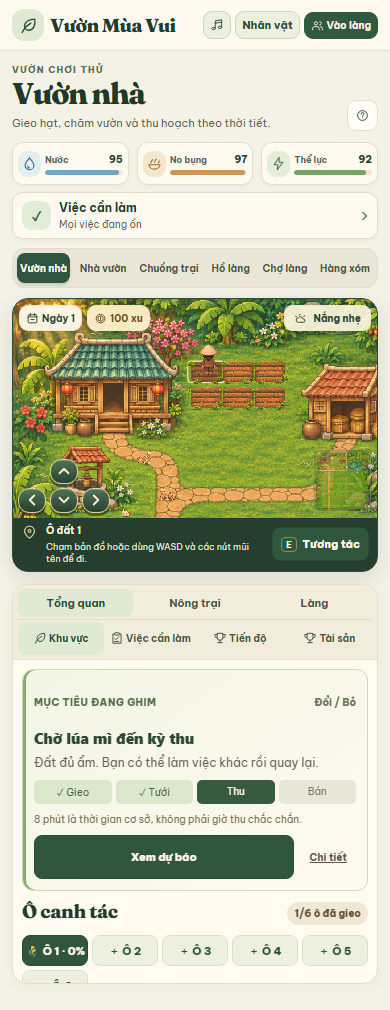 Vườn Mùa Vui
Nhân vật
Vào làng
VƯỜN CHƠI THỬ
Vườn nhà
Gieo hạt, chăm vườn và thu hoạch theo thời tiết.
Nước 95
No bụng 97
Thể lực 92
Việc cần làm
Mọi việc đang ổn
Vườn nhà
Nhà vườn
Chuồng trại
Hồ làng
Chợ làng
Hàng xóm
Ngày 1
100 xu
Nắng nhẹ
Ô đất 1
Chạm bản đồ hoặc dùng WASD và các nút mũi
tên để đi.
E Tương tác
Tổng quan
Nông trại
Làng
Khu vực
Việc cần làm
Tiến độ
Tài sản
MỤC TIÊU ĐANG GHIM
Đổi / Bỏ
Chờ lúa mì đến kỳ thu
Đất đủ ẩm. Bạn có thể làm việc khác rồi quay lại.
✓ Gieo
✓ Tưới
Thu
Bán
8 phút là thời gian cơ sở, không phải giờ thu chắc chắn.
Xem dự báo
Chi tiết
Ô canh tác
1/6 ô đã gieo
Ô 1 · 0%
+ Ô 2
+ Ô 3
+ Ô 4
+ Ô 5